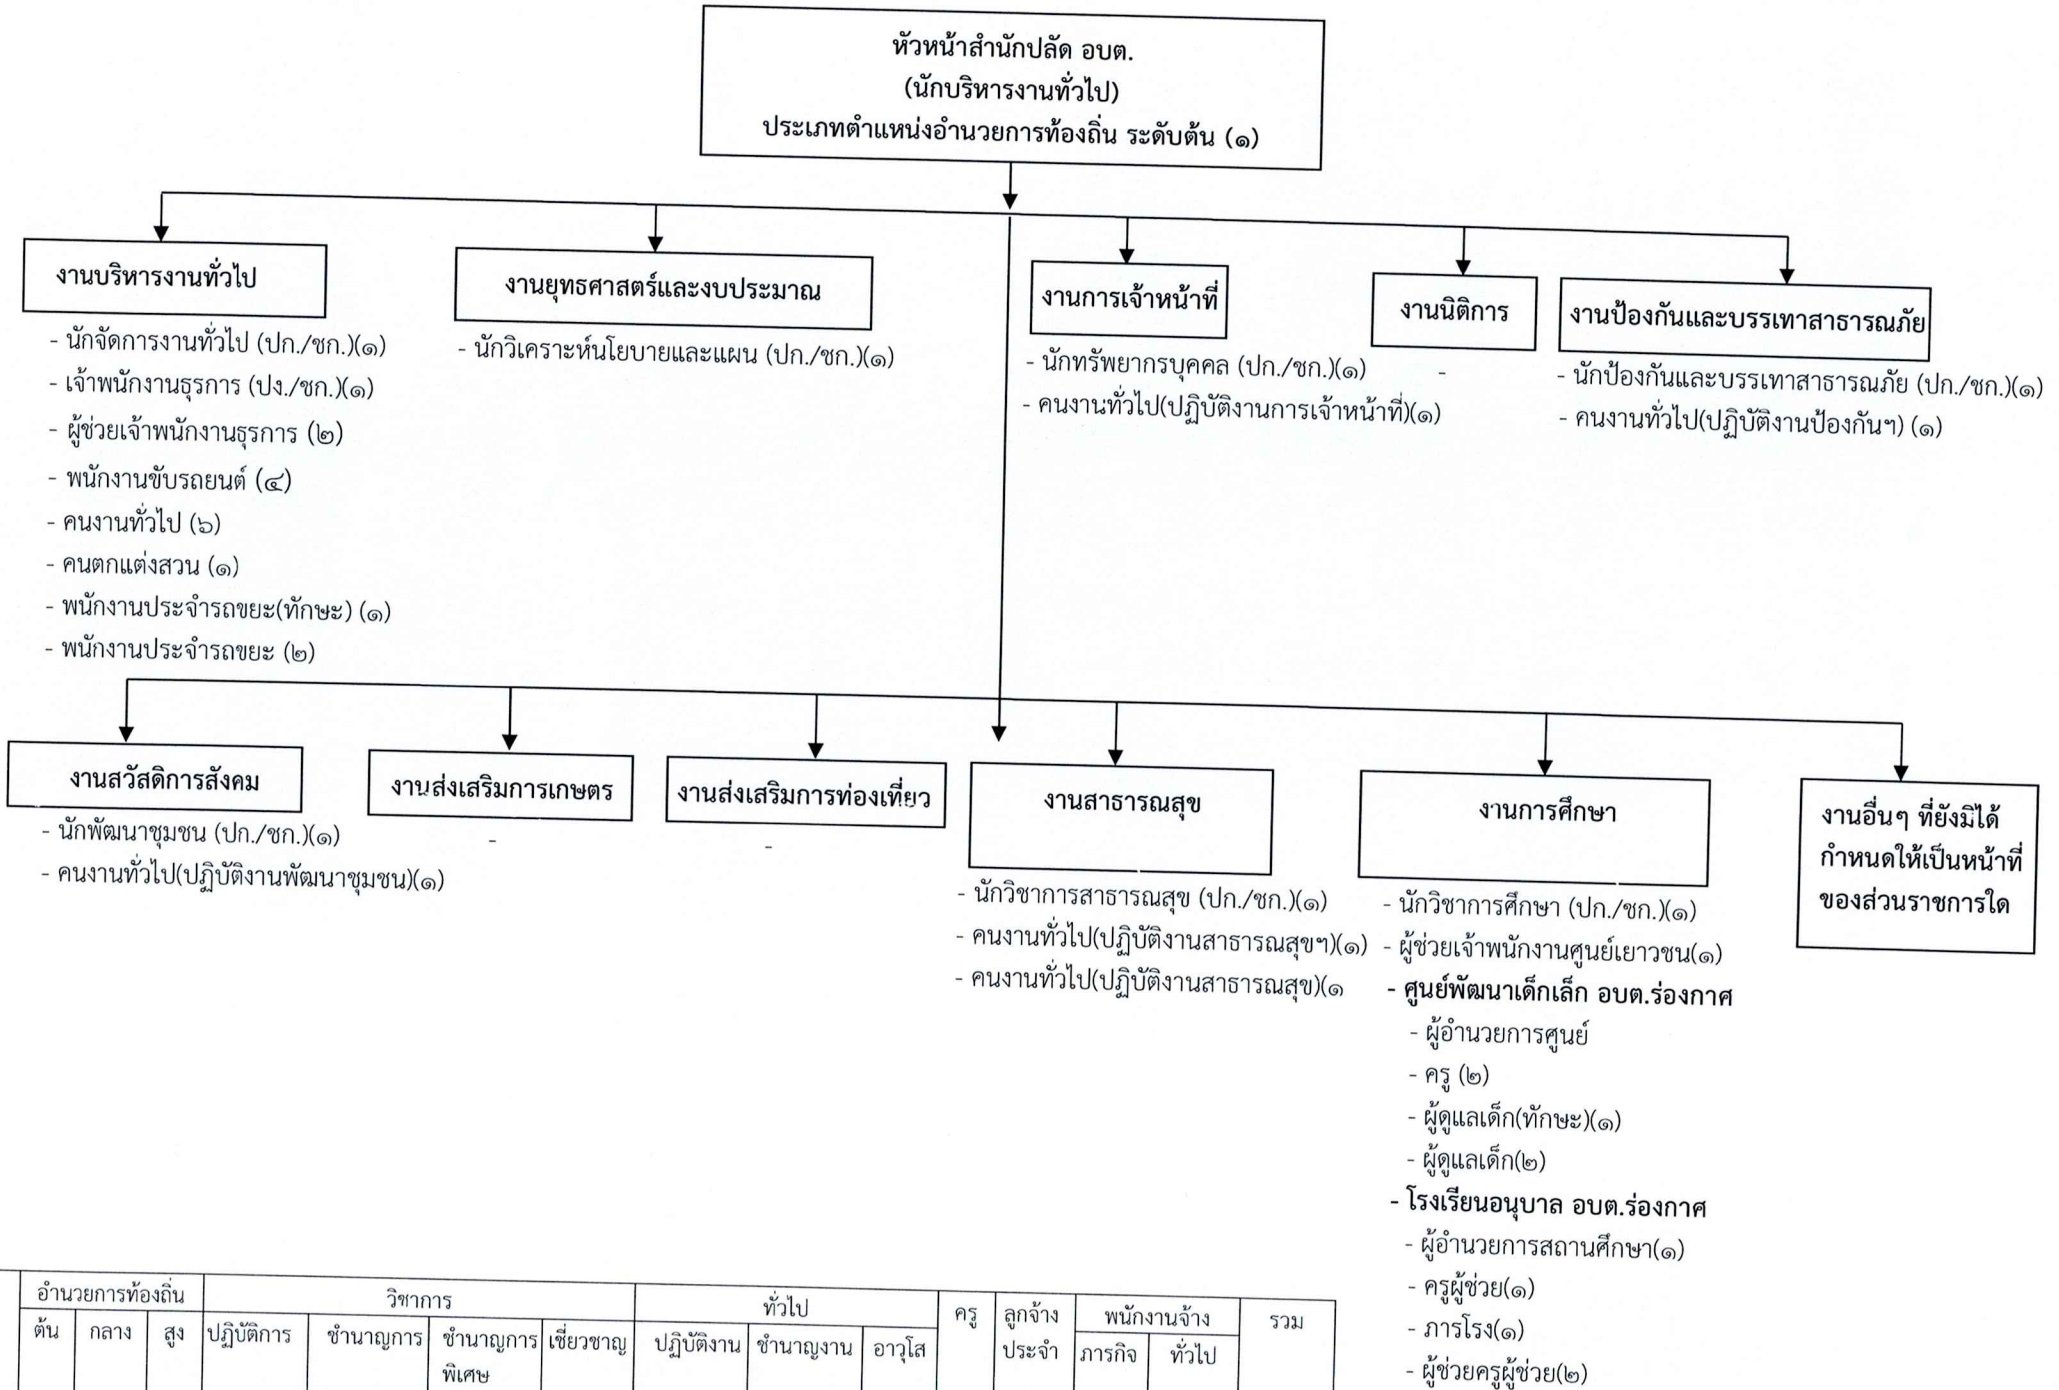 หัวหน้าสำนักปลัด อบต.
(นักบริหารงานทั่วไป)
ประเภทตำแหน่งอำนวยการท้องถิ่น ระดับต้น (๑)
งานบริหารงานทั่วไป
- นักจัดการงานทั่วไป (ปก./ชก.)(๑)
- เจ้าพนักงานธุรการ (ปง./ชก.)(๑)
- ผู้ช่วยเจ้าพนักงานธุรการ (๒)
- พนักงานขับรถยนต์ (๔)
- คนงานทั่วไป (๖)
- คนตกแต่งสวน (๑)
- พนักงานประจำรถขยะ(ทักษะ) (๑)
- พนักงานประจำรถขยะ (๒)
งานยุทธศาสตร์และงบประมาณ
- นักวิเคราะห์นโยบายและแผน (ปก./ชก.)(๑)
งานการเจ้าหน้าที่
- นักทรัพยากรบุคคล (ปก./ชก.)(๑)
- คนงานทั่วไป(ปฏิบัติงานการเจ้าหน้าที่)(๑)
งานนิติการ
-
งานป้องกันและบรรเทาสาธารณภัย
- นักป้องกันและบรรเทาสาธารณภัย (ปก./ชก.)(๑)
- คนงานทั่วไป(ปฏิบัติงานป้องกันฯ) (๑)
งานสวัสดิการสังคม
- นักพัฒนาชุมชน (ปก./ชก.)(๑)
- คนงานทั่วไป(ปฏิบัติงานพัฒนาชุมชน)(๑)
งานส่งเสริมการเกษตร
-
งานส่งเสริมการท่องเที่ยว
-
งานสาธารณสุข
- นักวิชาการสาธารณสุข (ปก./ชก.)(๑)
- คนงานทั่วไป(ปฏิบัติงานสาธารณสุขฯ)(๑)
- คนงานทั่วไป(ปฏิบัติงานสาธารณสุข)(๑
งานการศึกษา
- นักวิชาการศึกษา (ปก./ชก.)(๑)
- ผู้ช่วยเจ้าพนักงานศูนย์เยาวชน(๑)
- ศูนย์พัฒนาเด็กเล็ก อบต.ร่องกาศ
- ผู้อำนวยการศูนย์
- ครู (๒)
- ผู้ดูแลเด็ก(ทักษะ)(๑)
- ผู้ดูแลเด็ก(๒)
- โรงเรียนอนุบาล อบต.ร่องกาศ
- ผู้อำนวยการสถานศึกษา(๑)
- ครูผู้ช่วย(๑)
- ภารโรง(๑)
- ผู้ช่วยครูผู้ช่วย(๒)
งานอื่นๆ ที่ยังมิได้
กำหนดให้เป็นหน้าที่
ของส่วนราชการใด
อำนวยการท้องถิ่น วิชาการ ทั่วไป ครู ลูกจ้าง พนักงานจ้าง รวม
ต้น กลาง สูง ปฏิบัติการ ชำนาญการ ชำนาญการ เชี่ยวชาญ ปฏิบัติงาน ชำนาญงาน อาวุโส ประจำ ภารกิจ ทั่วไป
พิเศษ